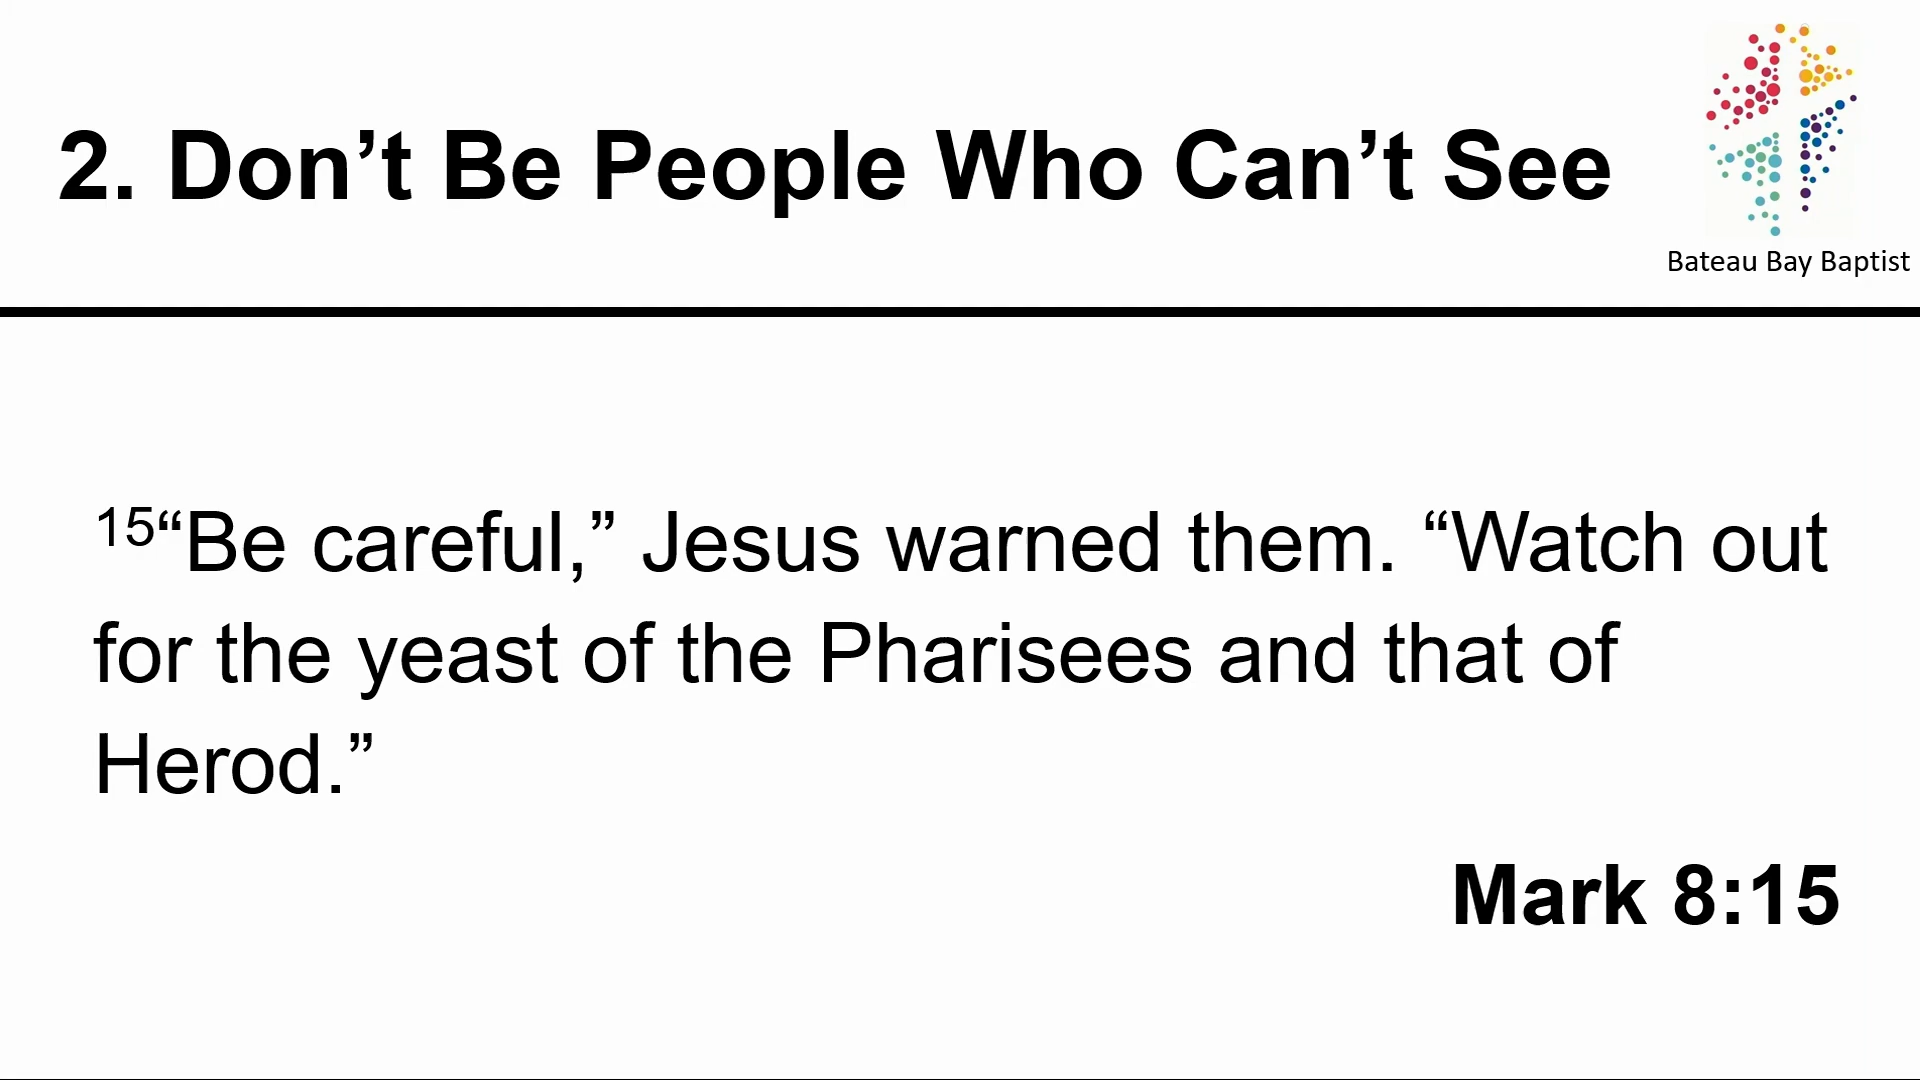 2. Don’t Be People Who Can’t See
Bateau Bay Baptist
15“Be careful,” Jesus warned them. “Watch out
for the yeast of the Pharisees and that of
Herod.”
Mark 8:15